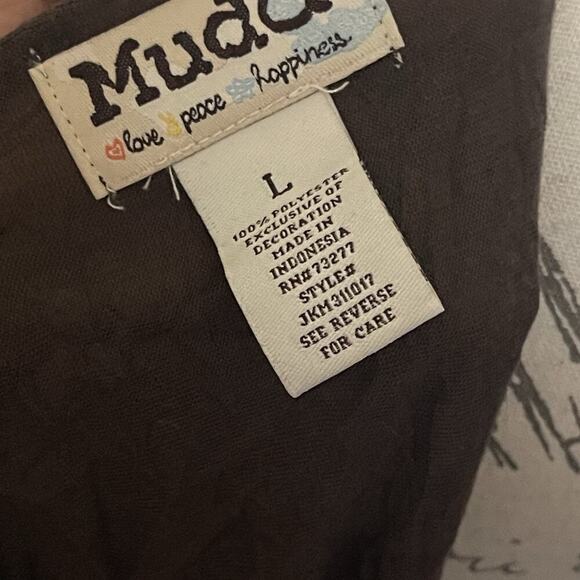 Mudd
love peace happiness
L
100% POLYESTER
EXCLUSIVE OF
DECORATION
MADE IN
INDONESIA
RN#73277
STYLE#
JKM311017
SEE REVERSE
FOR CARE